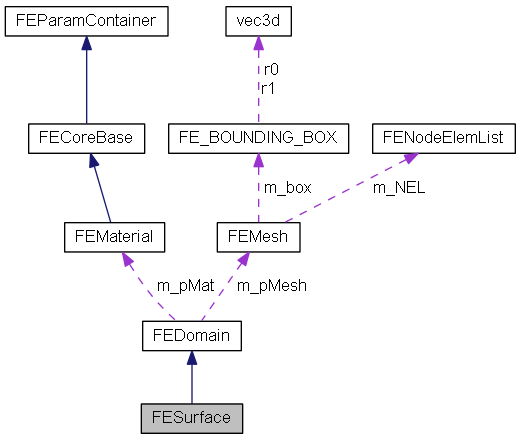 FEParamContainer
vec3d
r0
r1
FECoreBase
FE_BOUNDING_BOX
FENodeElemList
m_box
m_NEL
FEMaterial
FEMesh
m_pMat
m_pMesh
FEDomain
FESurface